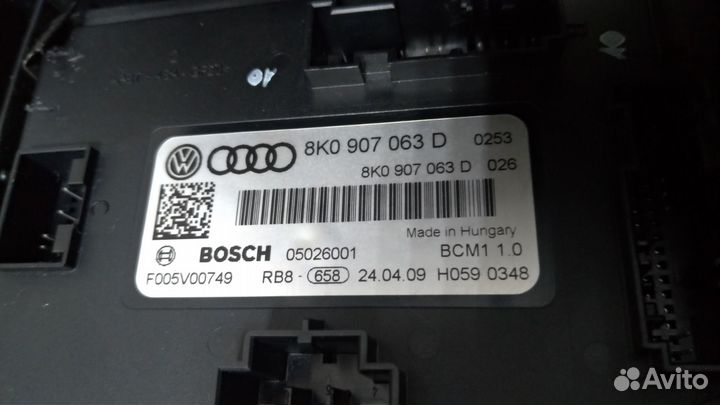 8K0 907 063 D 0253
8K0 907 063 D 026
Made in Hungary
BOSCH 05026001 BCM1 1.0
F005V00749 RB8 - 658 24.04.09 H059 0348
Avito